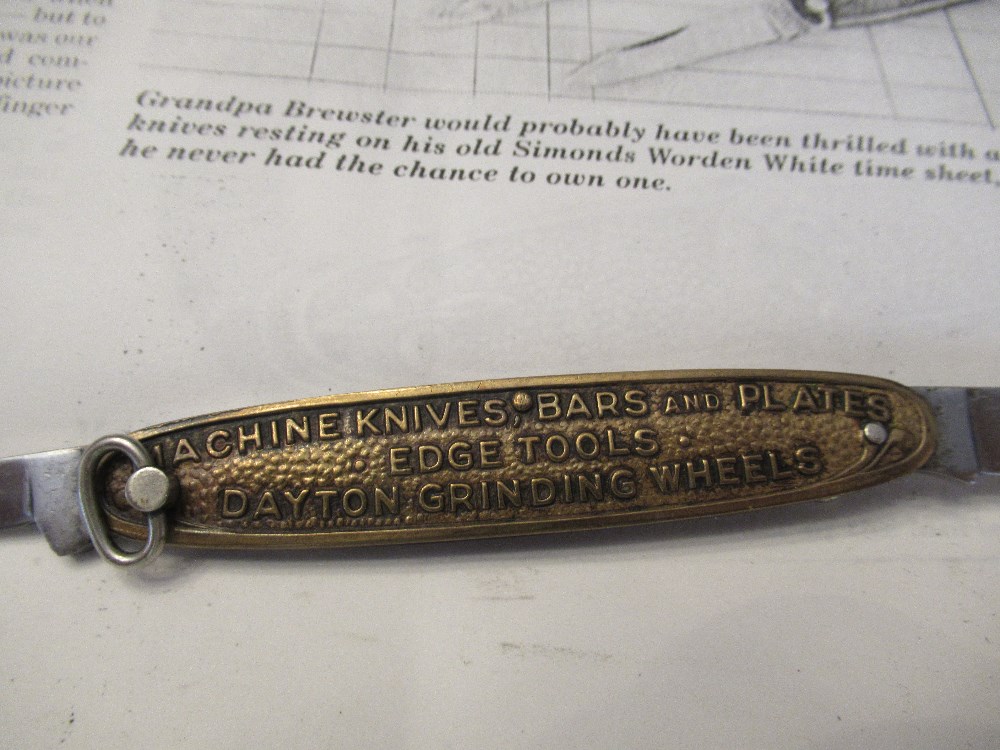 — but to
was our
d com-
picture
finger
Grandpa Brewster would probably have been thrilled with a
knives resting on his old Simonds Worden White time sheet,
he never had the chance to own one.
MACHINE KNIVES, BARS AND PLATES
· EDGE TOOLS ·
DAYTON GRINDING WHEELS